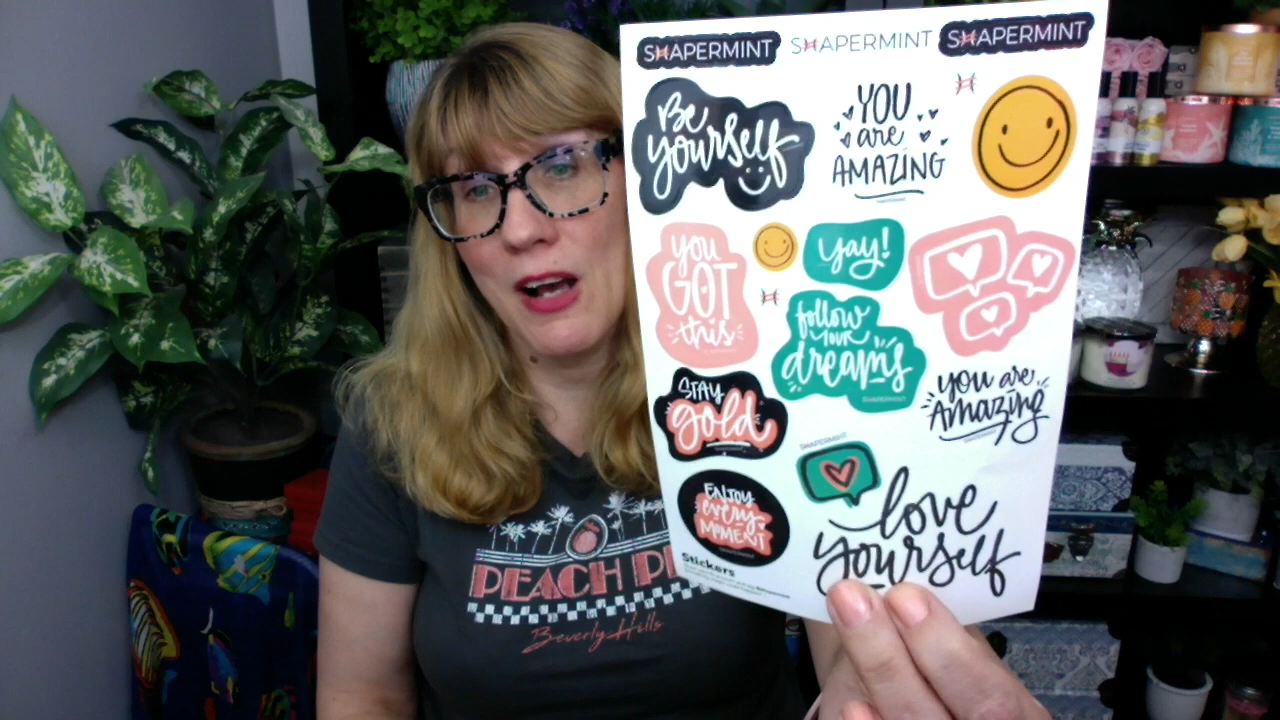 SHAPERMINT SHAPERMINT SHAPERMINT
Be
yourself
YOU
are
AMAZING
you
GOT
this
yay!
follow
YOUR
dreams
SHAPERMINT
STAY
gold
you are
Amazing
SHAPERMINT
ENJOY
every
MOMENT
love
yourself
Stickers
PEACH PI
Beverly Hills